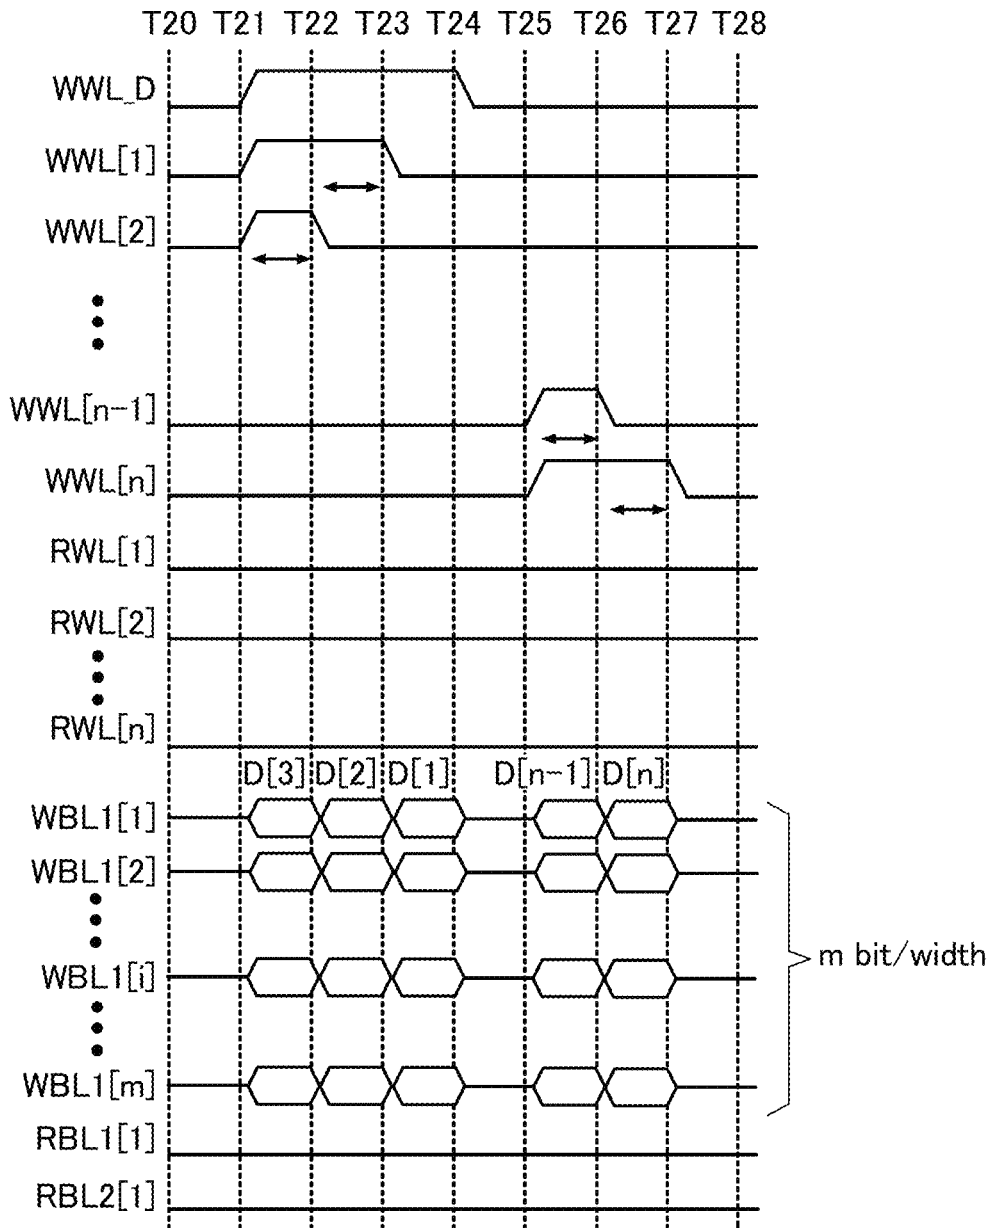 T20 T21 T22 T23 T24 T25 T26 T27 T28
WWL_D
WWL[1]
WWL[2]
WWL[n-1]
WWL[n]
RWL[1]
RWL[2]
RWL[n]
D[3] D[2] D[1] D[n-1] D[n]
WBL1[1]
WBL1[2]
m bit/width
WBL1[i]
WBL1[m]
RBL1[1]
RBL2[1]